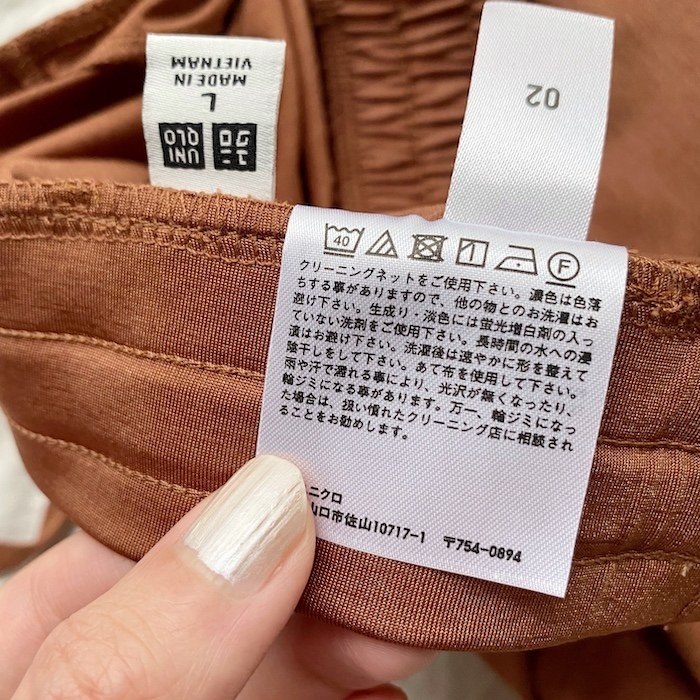 MADE IN
VIETNAM
L
UNI
QLO
ユニ
クロ
02
40
F
クリーニングネットをご使用下さい。濃色は色落
ちする事がありますので、他の物とのお洗濯はお
避け下さい。生成り・淡色には蛍光増白剤の入っ
ていない洗剤をご使用下さい。長時間の水への浸
漬はお避け下さい。洗濯後は速やかに形を整えて
陰干しをして下さい。あて布を使用して下さい。
雨や汗で濡れる事により、光沢が無くなったり、
輪ジミになる事があります。万一、輪ジミになっ
た場合は、扱い慣れたクリーニング店に相談され
ることをお勧めします。
ニクロ
山口市佐山10717-1 〒754-0894